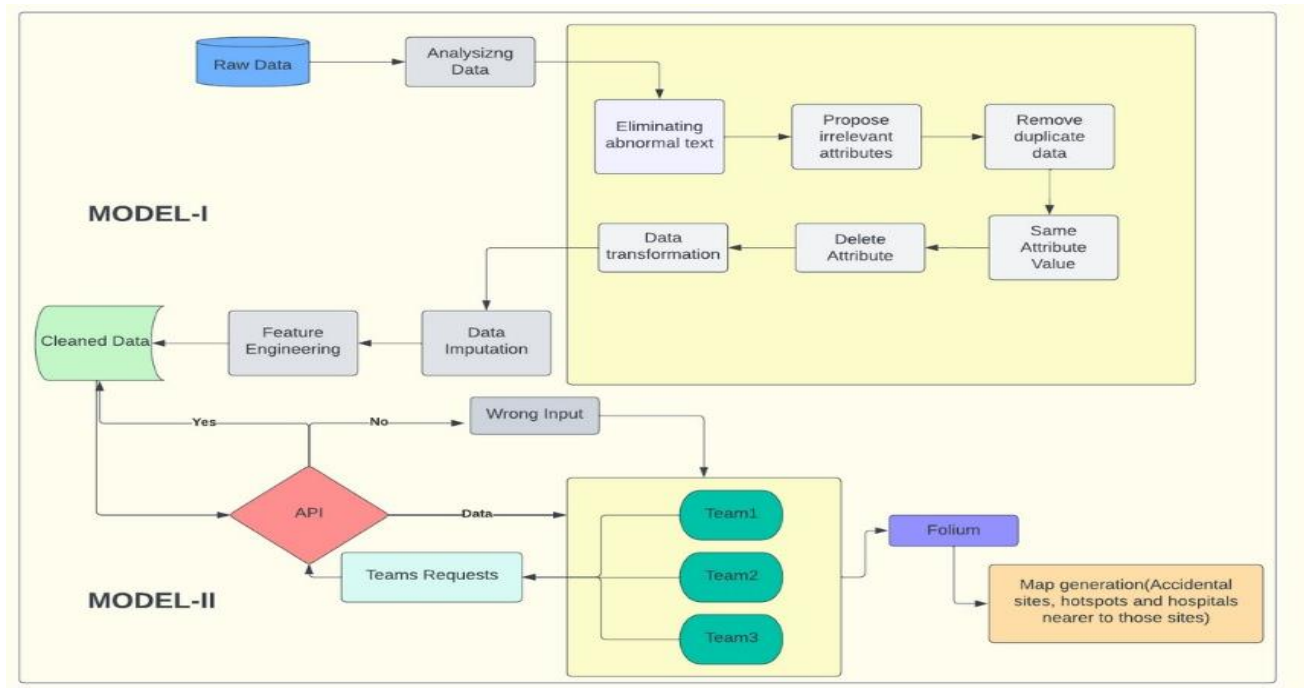 Raw Data
Analysizng
Data
Eliminating
abnormal text
Propose
irrelevant
attributes
Remove
duplicate
data
MODEL-I
Data
transformation
Delete
Attribute
Same
Attribute
Value
Cleaned Data
Feature
Engineering
Data
Imputation
Yes
No
Wrong Input
API
Data
Team1
Folium
Teams Requests
Team2
MODEL-II
Map generation(Accidental
sites, hotspots and hospitals
nearer to those sites)
Team3